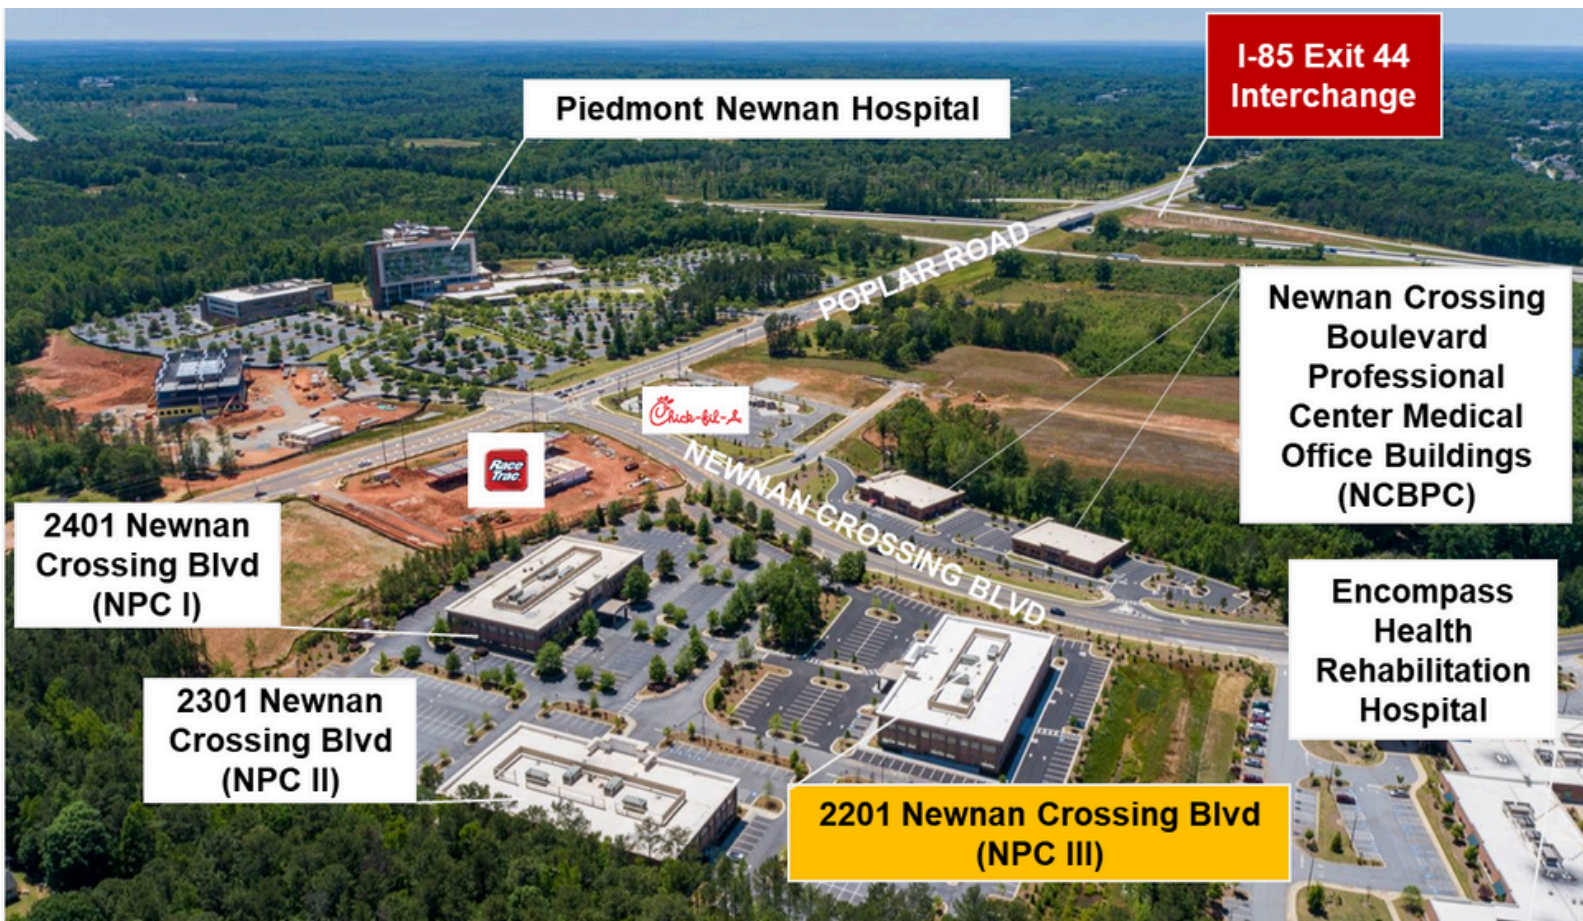 I-85 Exit 44
Interchange
Piedmont Newnan Hospital
POPLAR ROAD
Newnan Crossing
Boulevard
Professional
Center Medical
Office Buildings
(NCBPC)
Chick-fil-A
Race
Trac.
NEWNAN CROSSING BLVD
2401 Newnan
Crossing Blvd
(NPC I)
Encompass
Health
Rehabilitation
Hospital
2301 Newnan
Crossing Blvd
(NPC II)
2201 Newnan Crossing Blvd
(NPC III)